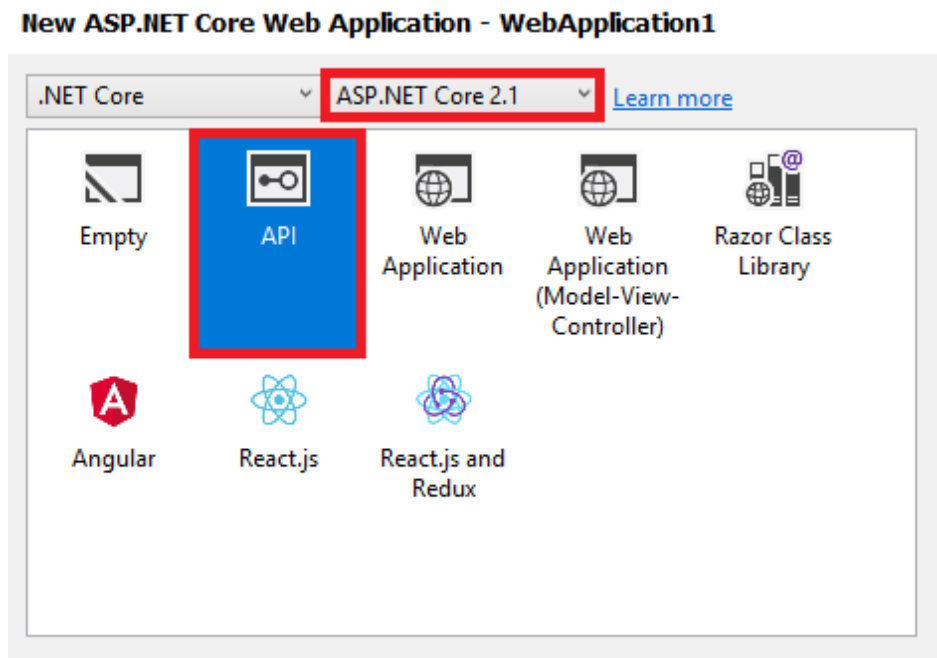 New ASP.NET Core Web Application - WebApplication1
.NET Core
ASP.NET Core 2.1
Learn more
Empty
API
Web
Application
Web
Application
(Model-View-
Controller)
Razor Class
Library
Angular
React.js
React.js and
Redux